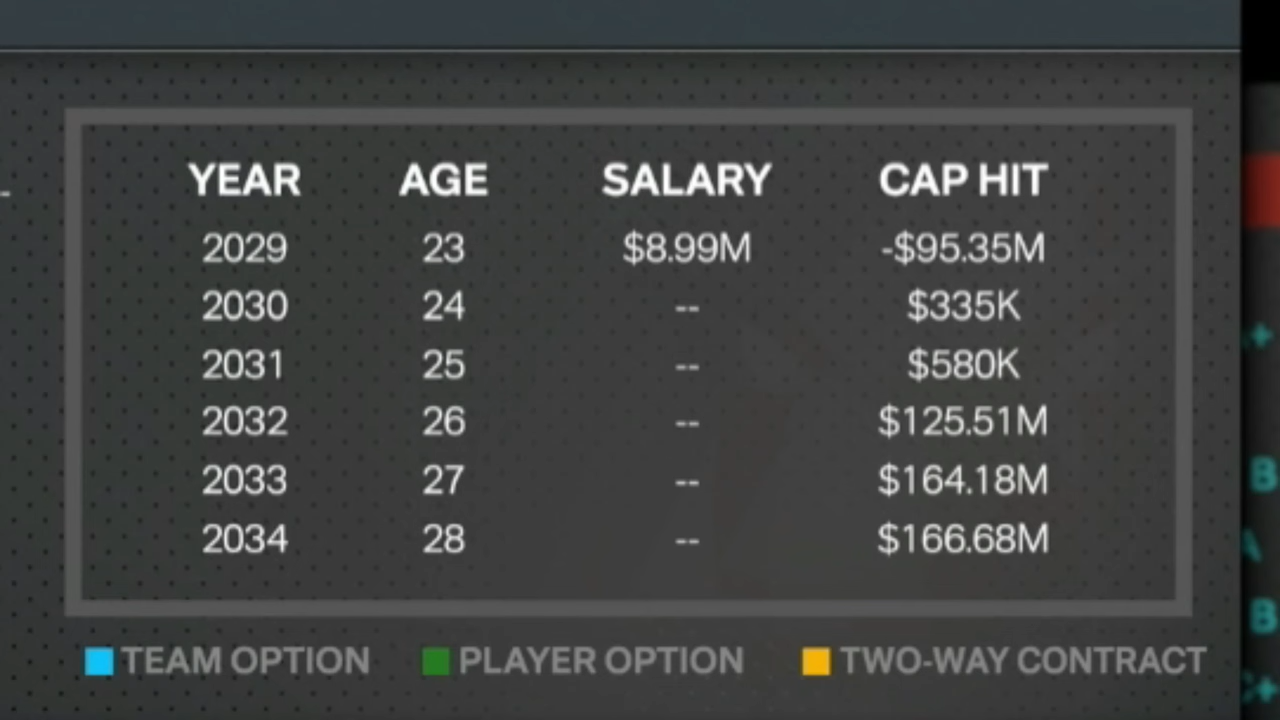 YEAR AGE SALARY CAP HIT
2029 23 $8.99M -$95.35M
2030 24 -- $335K
2031 25 -- $580K
2032 26 -- $125.51M
2033 27 -- $164.18M
2034 28 -- $166.68M
TEAM OPTION PLAYER OPTION TWO-WAY CONTRACT
+
B
A
B
+